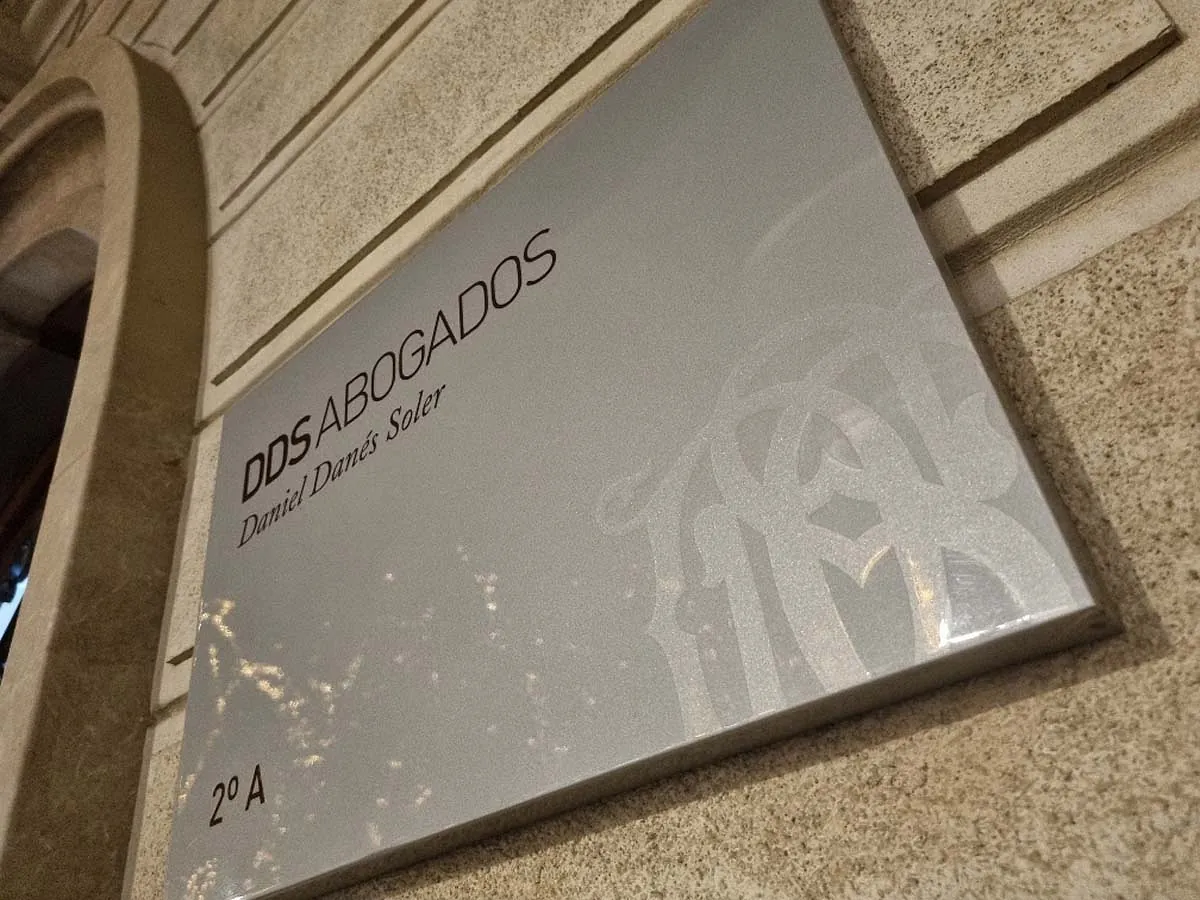 DDS ABOGADOS
Daniel Danés Soler
2º A